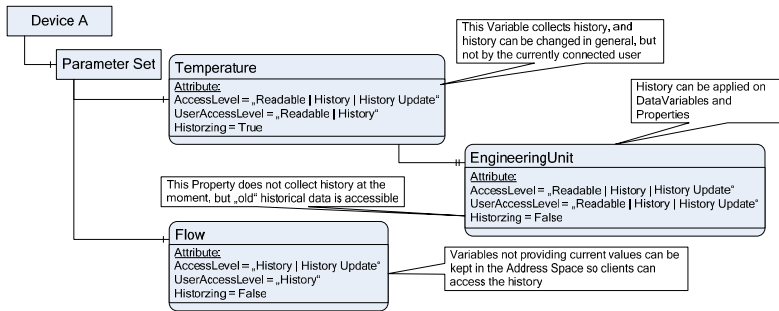 Device A
Parameter Set
Temperature
Attribute:
AccessLevel = „Readable | History | History Update“
UserAccessLevel = „Readable | History“
Historzing = True
This Variable collects history, and
history can be changed in general, but
not by the currently connected user
History can be applied on
DataVariables and
Properties
EngineeringUnit
Attribute:
AccessLevel = „Readable | History | History Update“
UserAccessLevel = „Readable | History | History Update“
Historzing = False
This Property does not collect history at the
moment, but „old“ historical data is accessible
Flow
Attribute:
AccessLevel = „History | History Update“
UserAccessLevel = „History“
Historzing = False
Variables not providing current values can be
kept in the Address Space so clients can
access the history